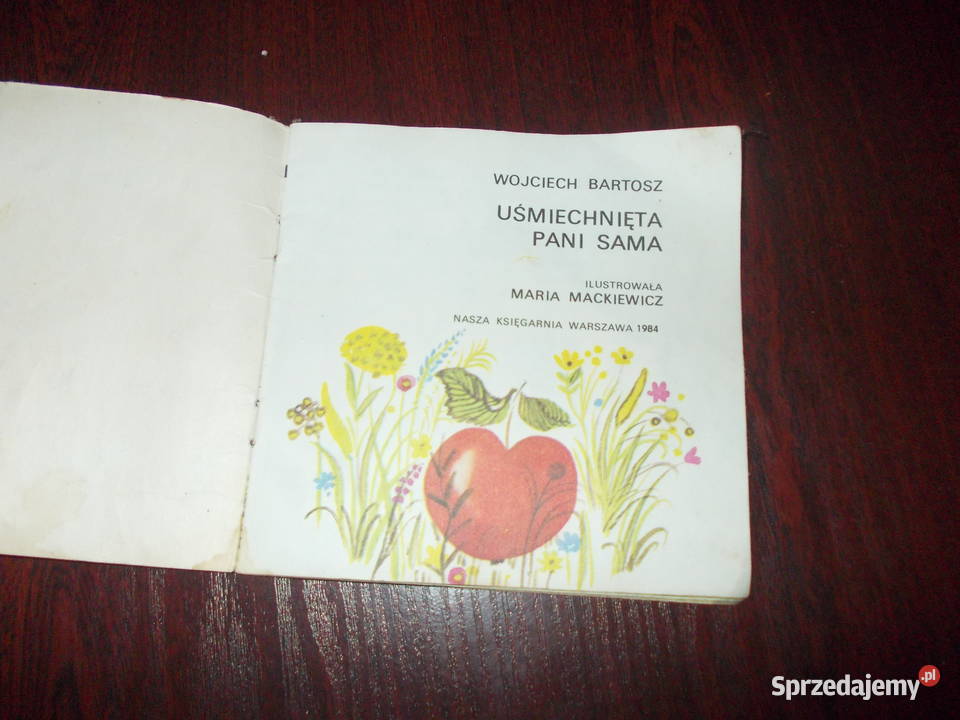 WOJCIECH BARTOSZ
UŚMIECHNIĘTA
PANI SAMA
ILUSTROWAŁA
MARIA MACKIEWICZ
NASZA KSIĘGARNIA WARSZAWA 1984
Sprzedajemy.pl